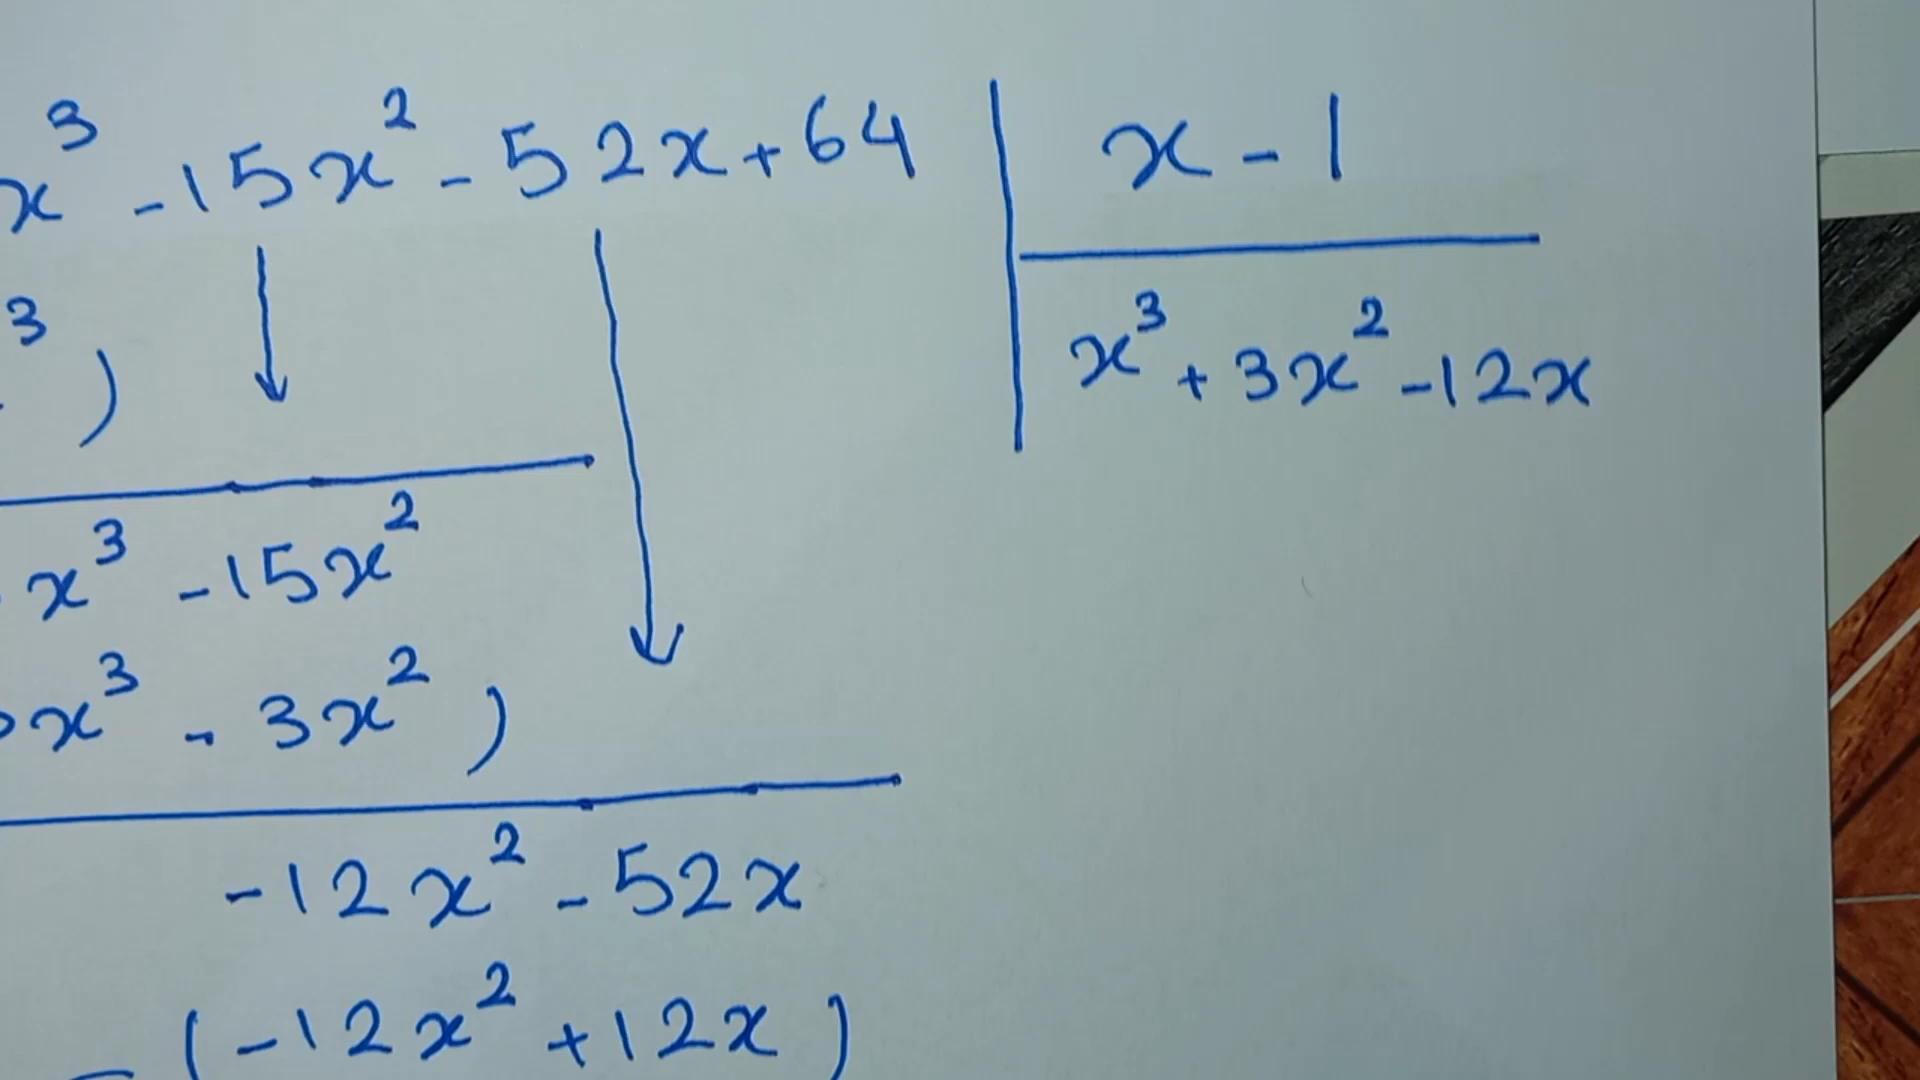 x³ -15x² - 52x + 64 | x - 1
³ )
x³ + 3x² - 12x
x³ - 15x²
x³ - 3x² )
-12x² - 52x
- (-12x² + 12x )